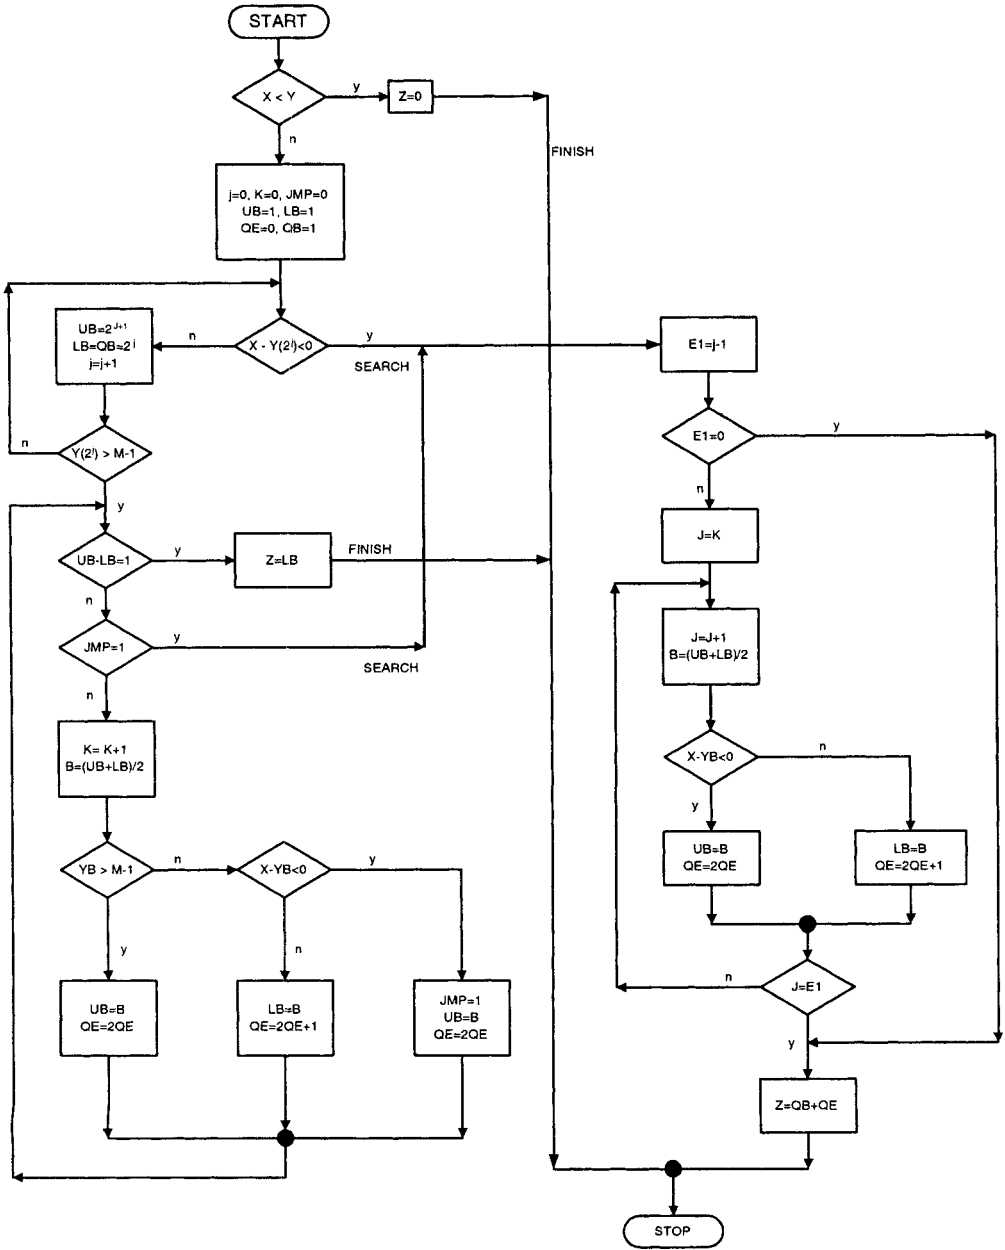 START
X < Y
y
Z=0
n
FINISH
j=0, K=0, JMP=0
UB=1, LB=1
QE=0, QB=1
UB=2^J+1
LB=QB=2^j
j=j+1
n
X - Y(2^j)<0
y
SEARCH
E1=j-1
n
Y(2^j) > M-1
y
E1=0
y
n
UB-LB=1
y
Z=LB
FINISH
J=K
n
JMP=1
y
SEARCH
J=J+1
B=(UB+LB)/2
n
K= K+1
B=(UB+LB)/2
X-YB<0
n
y
YB > M-1
n
X-YB<0
y
UB=B
QE=2QE
LB=B
QE=2QE+1
y
n
n
J=E1
UB=B
QE=2QE
LB=B
QE=2QE+1
JMP=1
UB=B
QE=2QE
y
Z=QB+QE
STOP